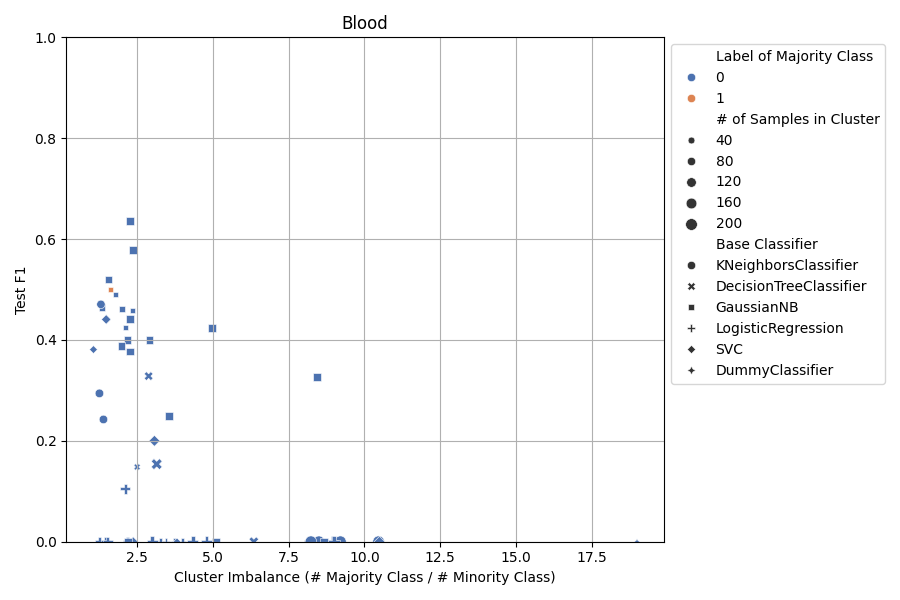 Blood
1.0
0.8
0.6
0.4
0.2
0.0
Test F1
2.5 5.0 7.5 10.0 12.5 15.0 17.5
Cluster Imbalance (# Majority Class / # Minority Class)
Label of Majority Class
0
1
# of Samples in Cluster
40
80
120
160
200
Base Classifier
KNeighborsClassifier
DecisionTreeClassifier
GaussianNB
LogisticRegression
SVC
DummyClassifier